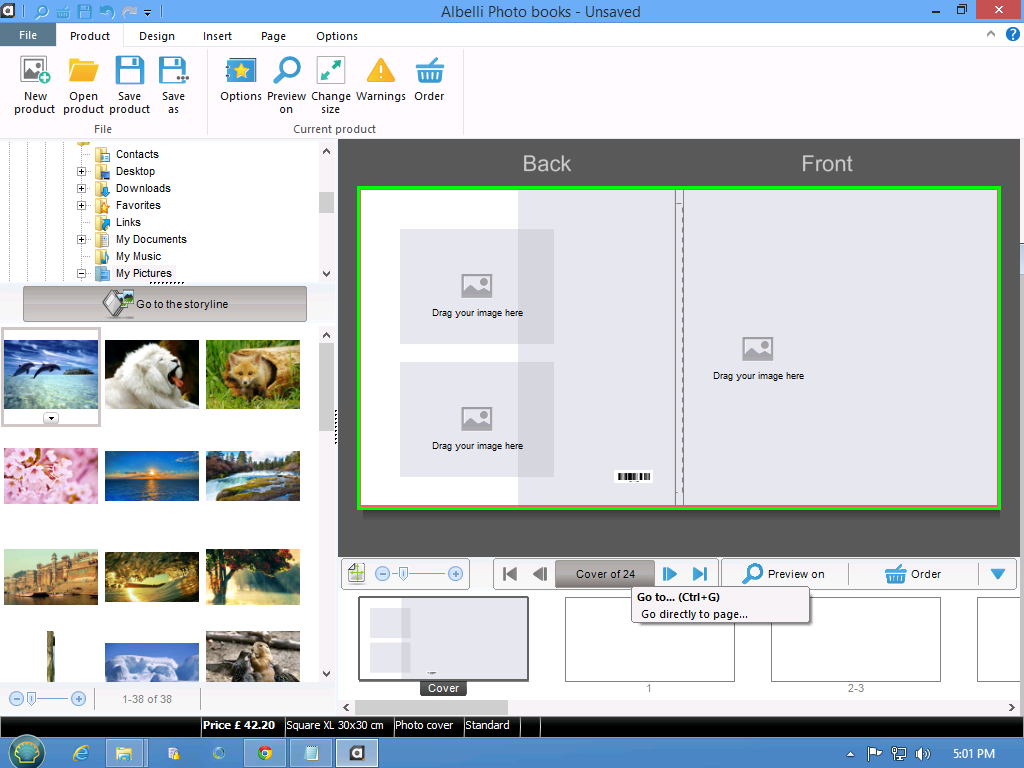 Albelli Photo books - Unsaved
File Product Design Insert Page Options
New product
Open product
Save product
Save as
Options
Preview on
Change size
Warnings
Order
File
Current product
Contacts
Desktop
Downloads
Favorites
Links
My Documents
My Music
My Pictures
Go to the storyline
1-38 of 38
Back Front
Drag your image here
Drag your image here
Drag your image here
Cover of 24
Preview on
Order
Go to... (Ctrl+G)
Go directly to page...
Cover
1
2-3
Price £ 42.20 Square XL 30x30 cm Photo cover Standard
5:01 PM